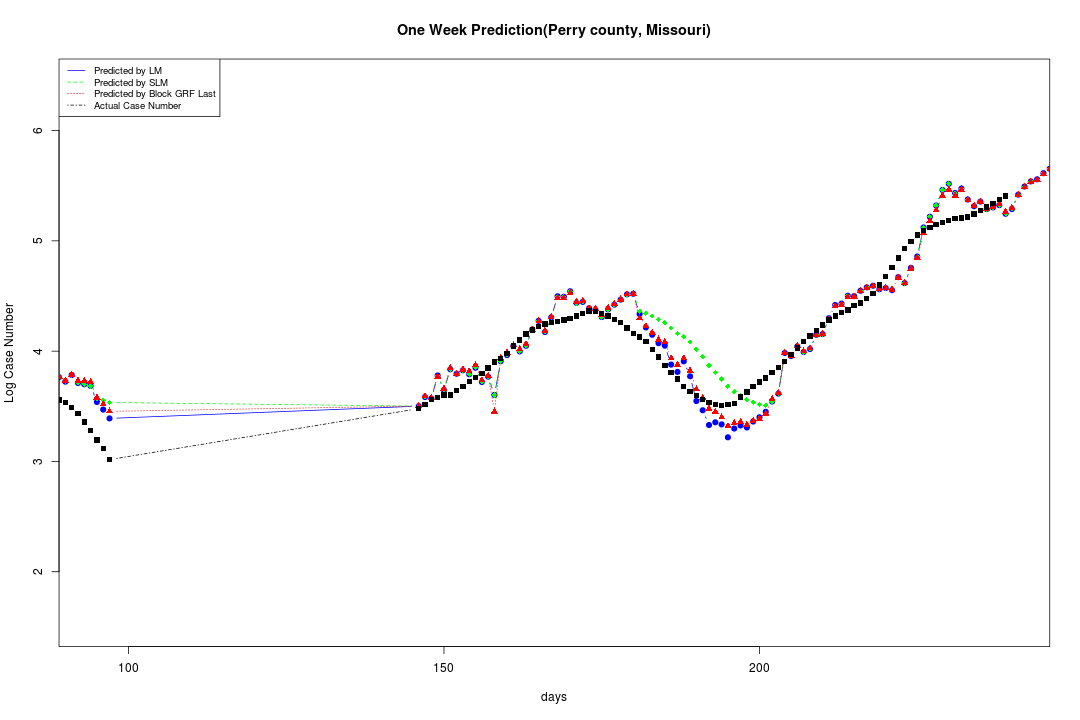 One Week Prediction(Perry county, Missouri)
Predicted by LM
Predicted by SLM
Predicted by Block GRF Last
Actual Case Number
Log Case Number
6
5
4
3
2
100 150 200
days